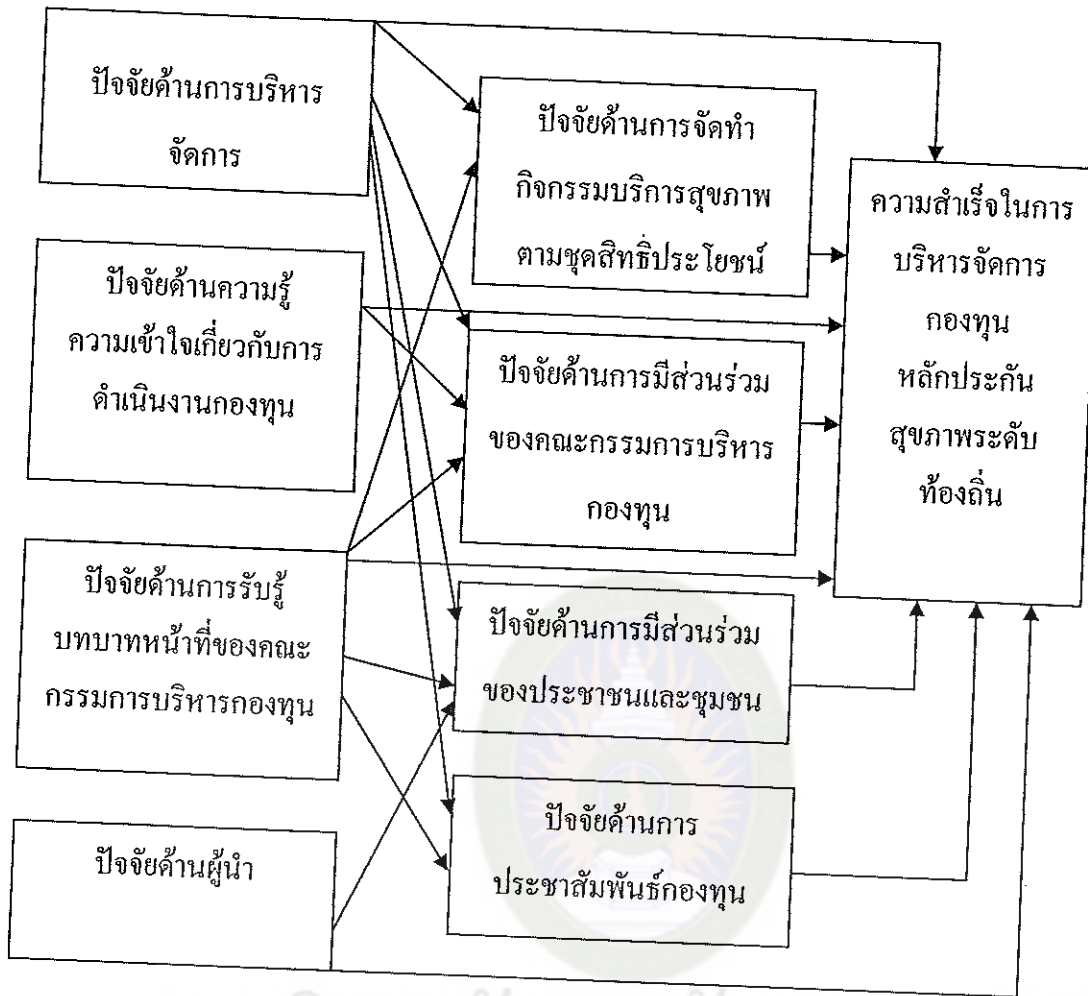 ปัจจัยด้านการบริหาร
จัดการ
ปัจจัยด้านความรู้
ความเข้าใจเกี่ยวกับการ
ดำเนินงานกองทุน
ปัจจัยด้านการรับรู้
บทบาทหน้าที่ของคณะ
กรรมการบริหารกองทุน
ปัจจัยด้านผู้นำ
ปัจจัยด้านการจัดทำ
กิจกรรมบริการสุขภาพ
ตามชุดสิทธิประโยชน์
ปัจจัยด้านการมีส่วนร่วม
ของคณะกรรมการบริหาร
กองทุน
ปัจจัยด้านการมีส่วนร่วม
ของประชาชนและชุมชน
ปัจจัยด้านการ
ประชาสัมพันธ์กองทุน
ความสำเร็จในการ
บริหารจัดการ
กองทุน
หลักประกัน
สุขภาพระดับ
ท้องถิ่น